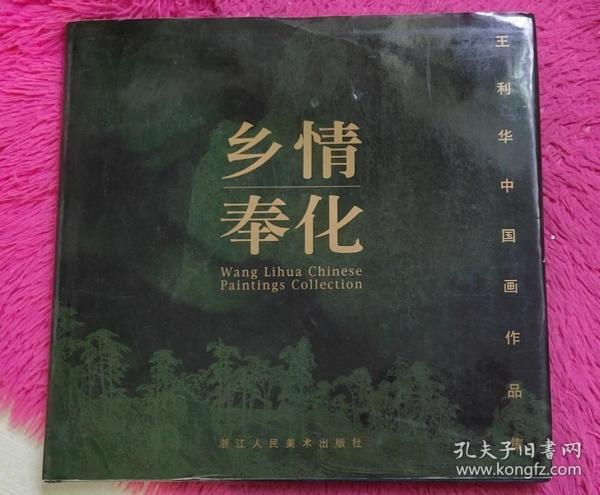 乡情
奉化
Wang Lihua Chinese
Paintings Collection
王利华中国画作品集
浙江人民美术出版社
孔夫子旧书网
www.kongfz.com